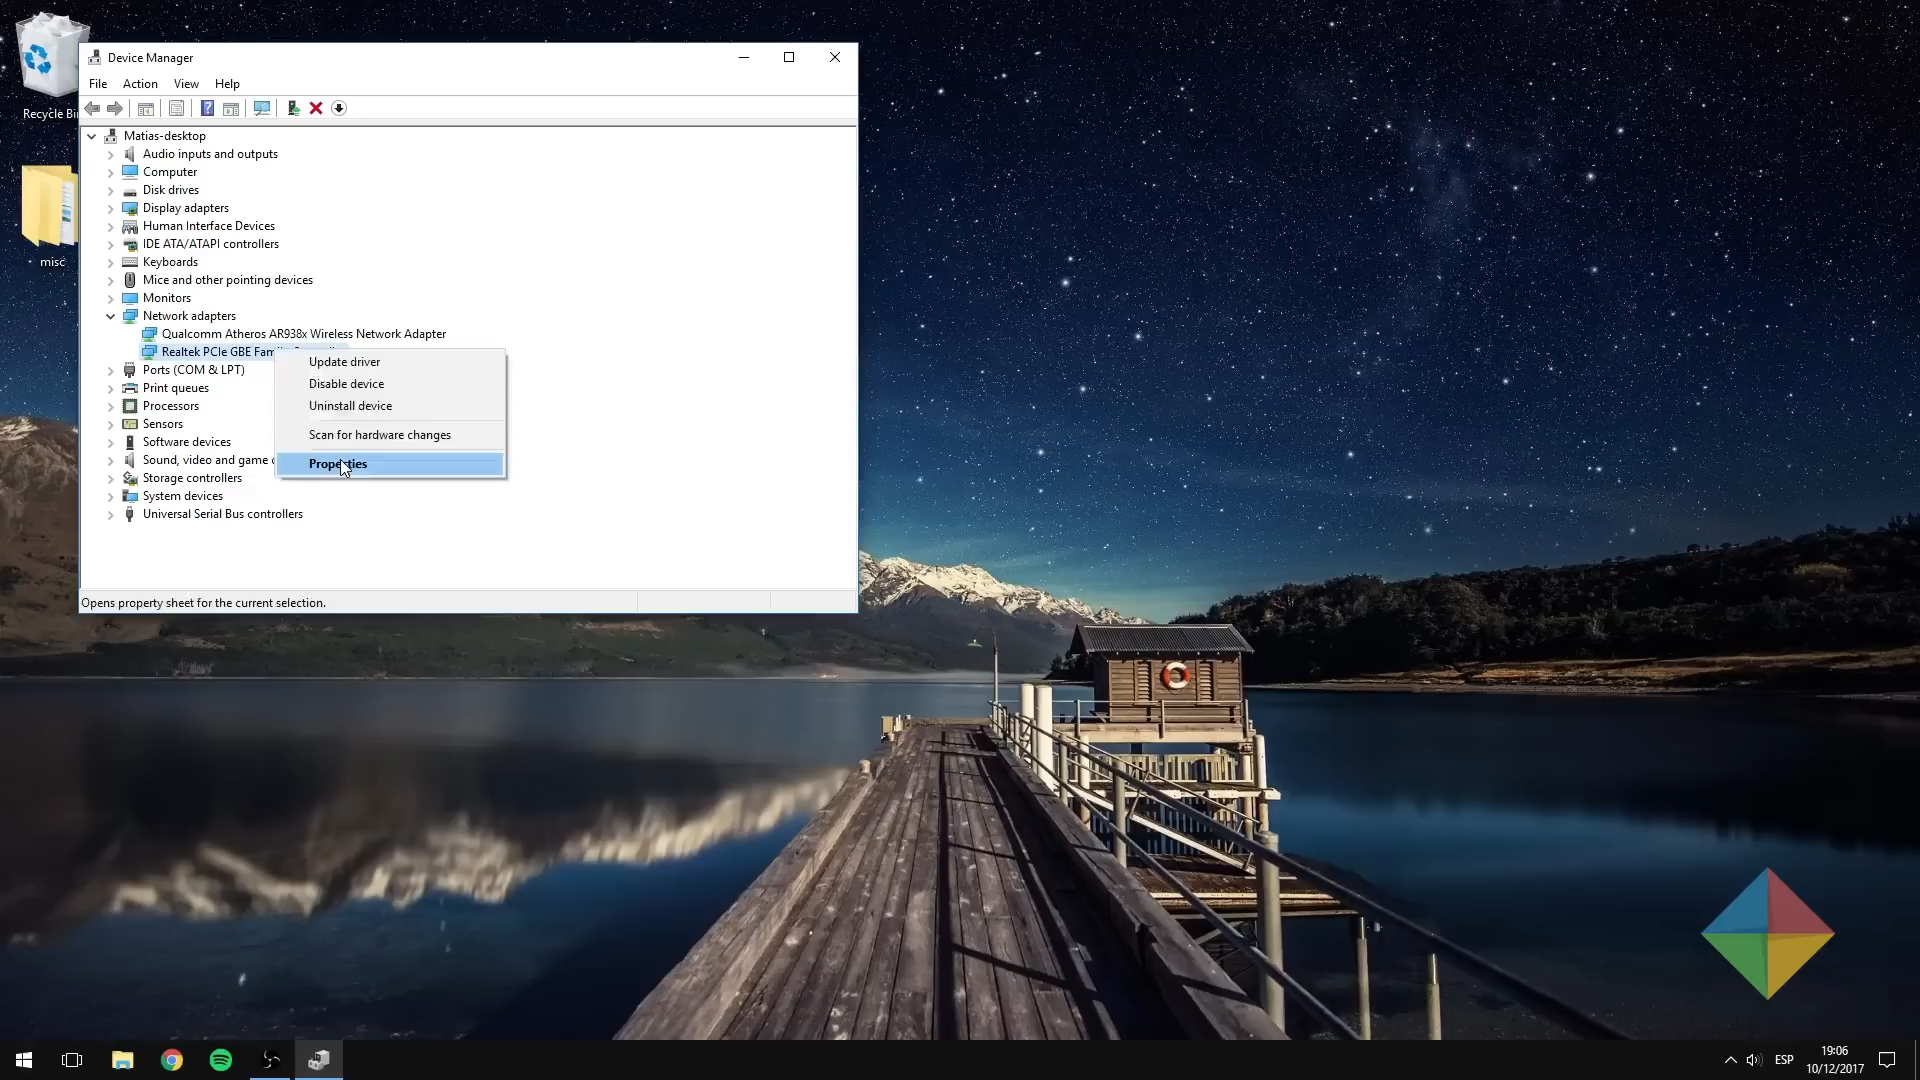 Recycle Bi
misc
Device Manager
File Action View Help
Matias-desktop
Audio inputs and outputs
Computer
Disk drives
Display adapters
Human Interface Devices
IDE ATA/ATAPI controllers
Keyboards
Mice and other pointing devices
Monitors
Network adapters
Qualcomm Atheros AR938x Wireless Network Adapter
Realtek PCIe GBE Fam
Ports (COM & LPT)
Print queues
Processors
Sensors
Software devices
Sound, video and game
Storage controllers
System devices
Universal Serial Bus controllers
Update driver
Disable device
Uninstall device
Scan for hardware changes
Properties
Opens property sheet for the current selection.
ESP
19:06
10/12/2017